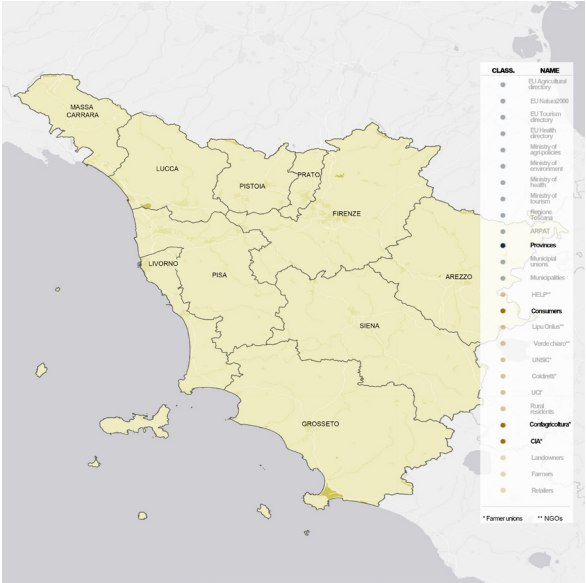 CLASS. NAME
EU Agricultural
directory
EU Natura2000
EU Tourism
directory
EU Health
directory
Ministry of
agri-policies
Ministry of
environment
Ministry of
health
Ministry of
tourism
Regione
Toscana
ARPAT
Provinces
Municipal
unions
Municipalities
HELP**
Consumers
Lipu Onlus**
Verde chiaro**
UNSIC*
Coldiretti*
UCI*
Rural
residents
Confagricoltura*
CIA*
Landowners
Farmers
Retailers
* Farmer unions ** NGOs
MASSA
CARRARA
LUCCA
PISTOIA
PRATO
FIRENZE
LIVORNO
PISA
AREZZO
SIENA
GROSSETO